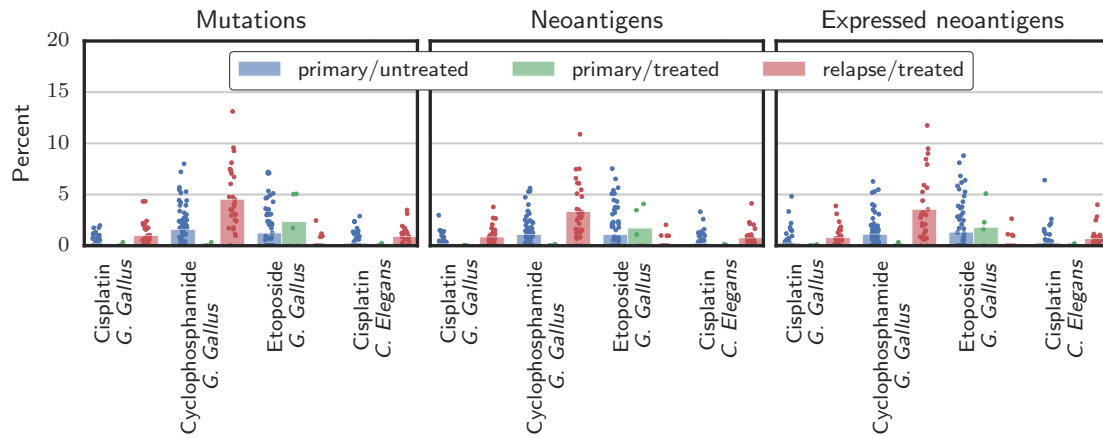 Mutations
Neoantigens
Expressed neoantigens
primary/untreated
primary/treated
relapse/treated
Percent
20
15
10
5
0
Cisplatin
G. Gallus
Cyclophosphamide
G. Gallus
Etoposide
G. Gallus
Cisplatin
C. Elegans
Cisplatin
G. Gallus
Cyclophosphamide
G. Gallus
Etoposide
G. Gallus
Cisplatin
C. Elegans
Cisplatin
G. Gallus
Cyclophosphamide
G. Gallus
Etoposide
G. Gallus
Cisplatin
C. Elegans